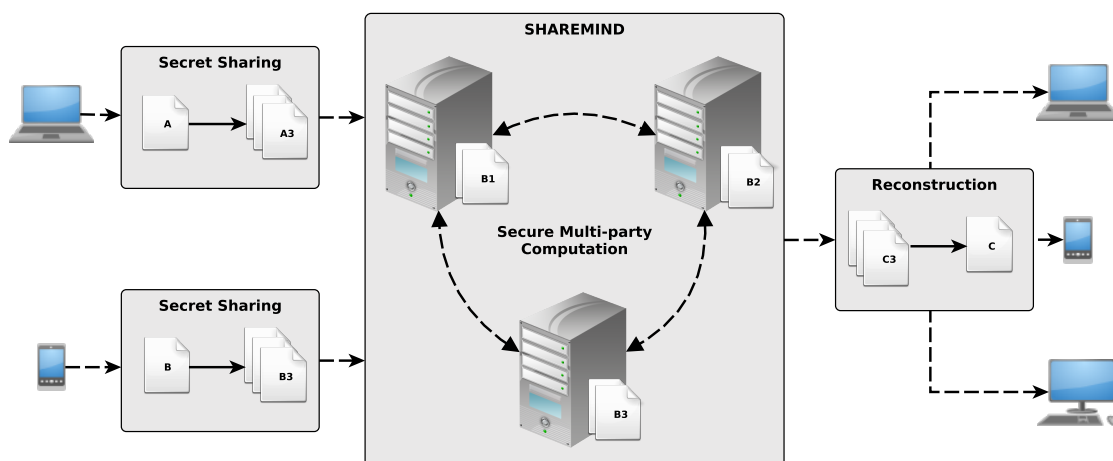 SHAREMIND
Secret Sharing
A
A3
B1
B2
Secure Multi-party
Computation
Secret Sharing
B
B3
B3
Reconstruction
C3
C